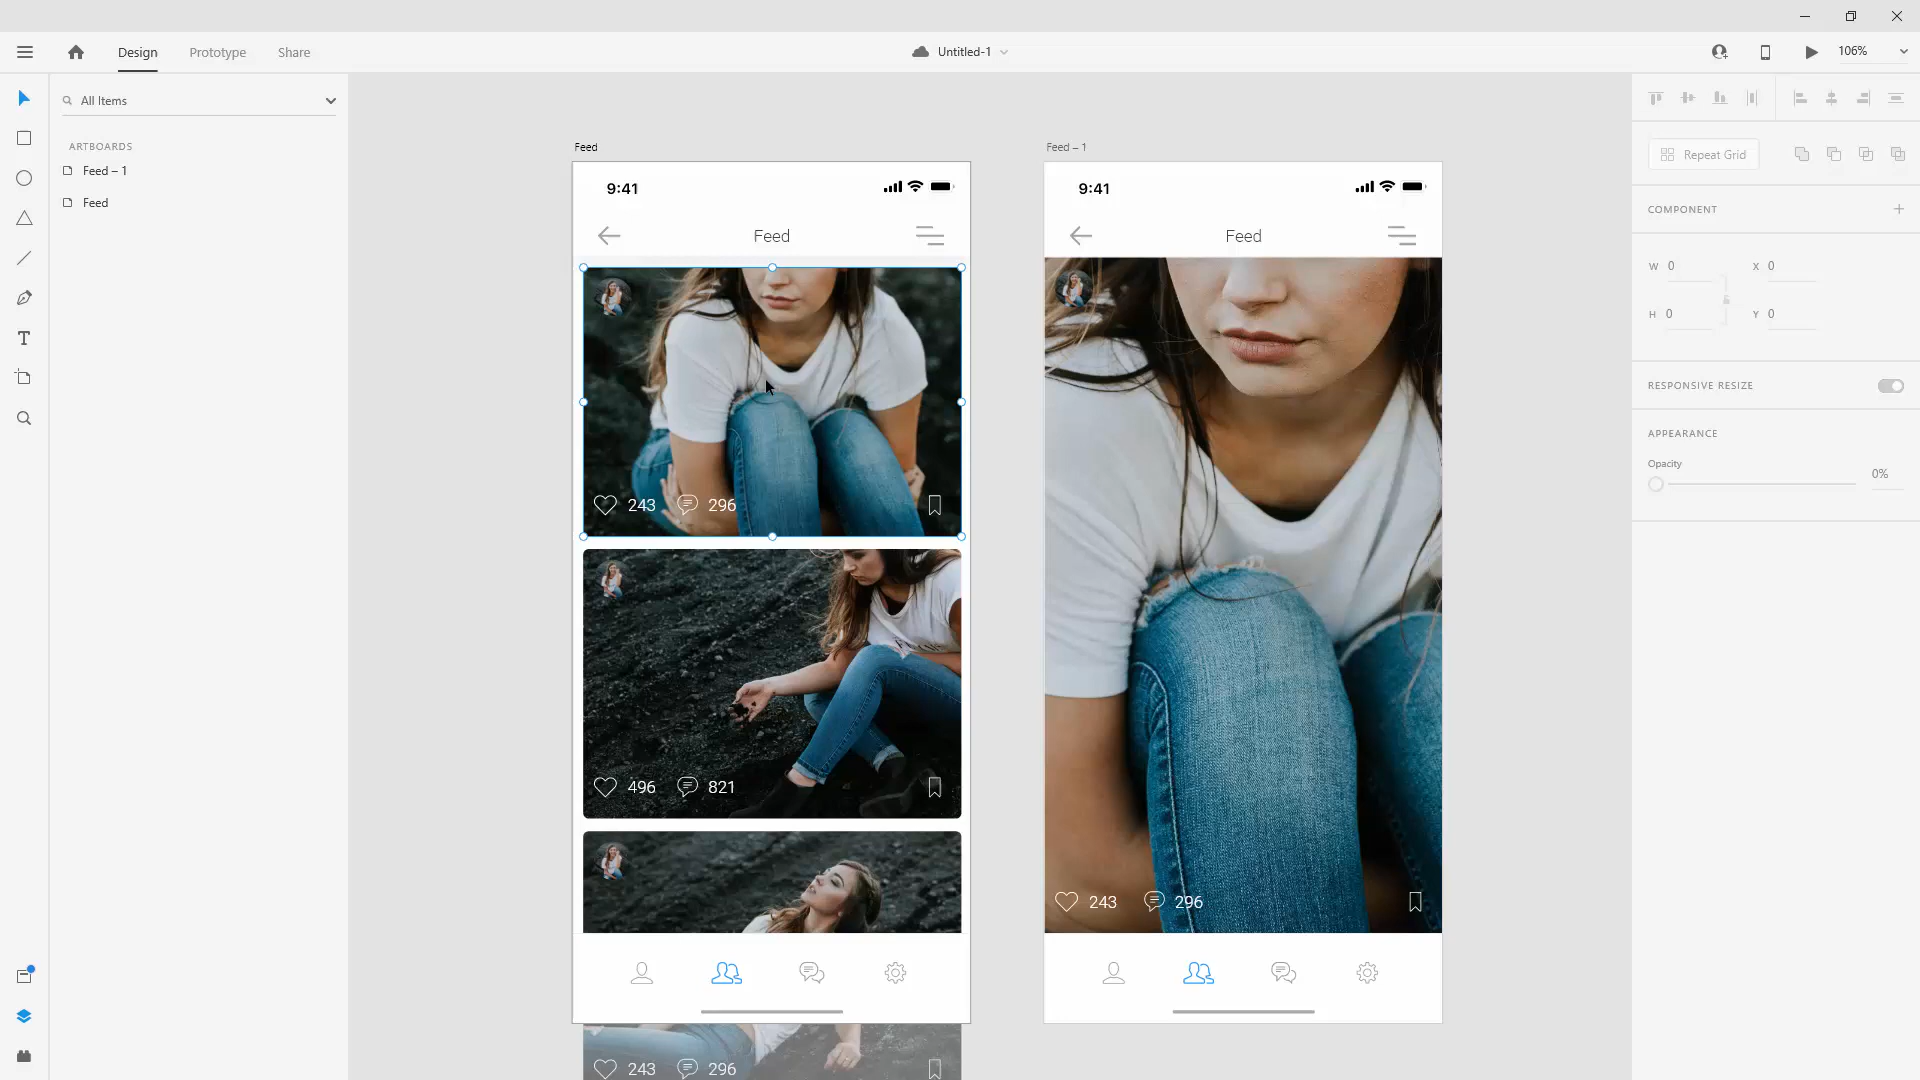 Design
Prototype
Share
Untitled-1
106%
All Items
ARTBOARDS
Feed – 1
Feed
Feed
9:41
Feed
243
296
496
821
243
296
Feed – 1
9:41
Feed
243
296
Repeat Grid
COMPONENT
W 0
X 0
H 0
Y 0
RESPONSIVE RESIZE
APPEARANCE
Opacity
0%